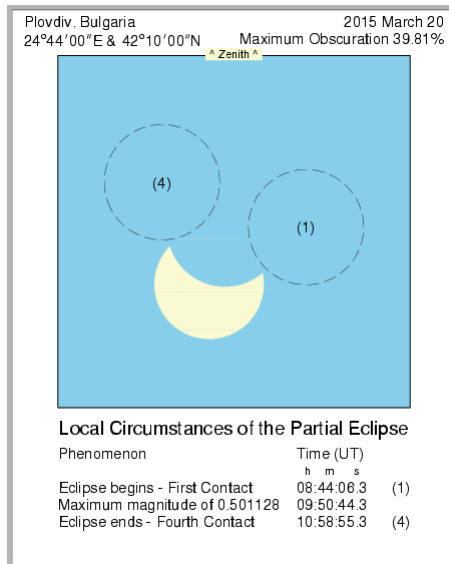 Plovdiv, Bulgaria 2015 March 20
24°44'00"E & 42°10'00"N Maximum Obscuration 39.81%
^ Zenith ^
(4)
(1)
Local Circumstances of the Partial Eclipse
Phenomenon Time (UT)
h m s
Eclipse begins - First Contact 08:44:06.3 (1)
Maximum magnitude of 0.501128 09:50:44.3
Eclipse ends - Fourth Contact 10:58:55.3 (4)